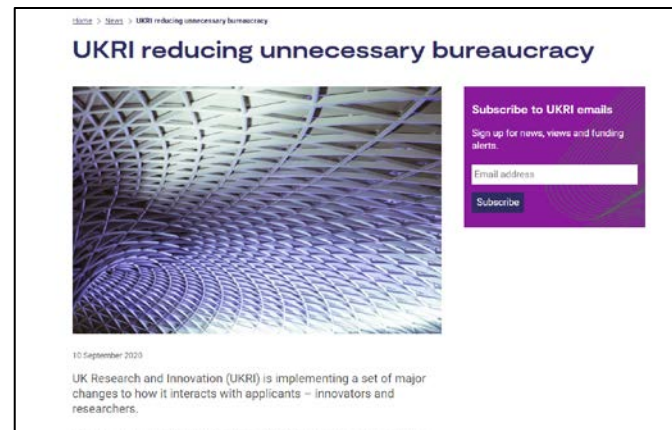 Home > News > UKRI reducing unnecessary bureaucracy
UKRI reducing unnecessary bureaucracy
Subscribe to UKRI emails
Sign up for news, views and funding
alerts.
Email address
Subscribe
10 September 2020
UK Research and Innovation (UKRI) is implementing a set of major
changes to how it interacts with applicants – innovators and
researchers.